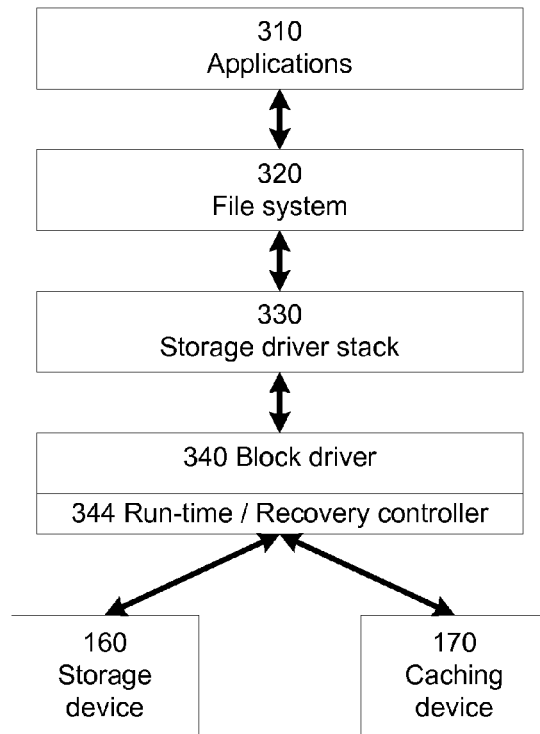 310
Applications
320
File system
330
Storage driver stack
340 Block driver
344 Run-time / Recovery controller
160
Storage
device
170
Caching
device